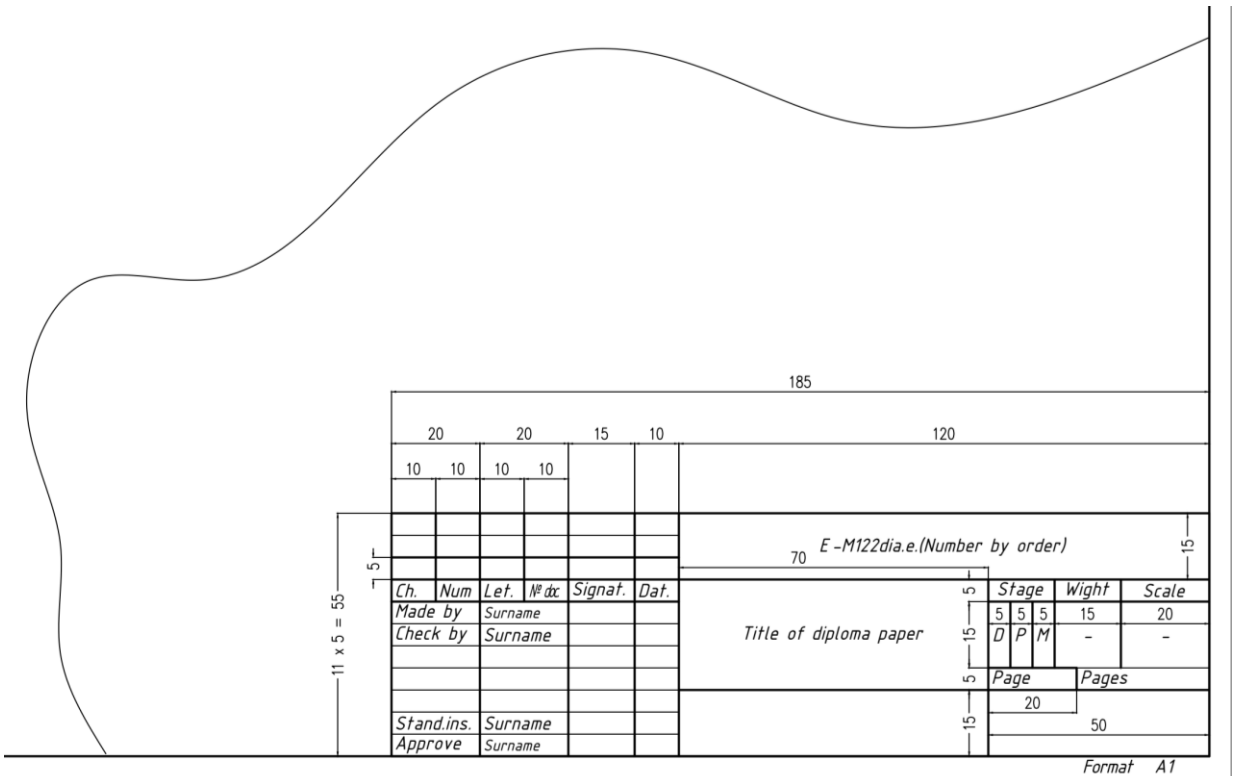 185
20 20 15 10 120
10 10 10 10
E -M122dia.e.(Number by order)
15
5
70
11 x 5 = 55
Ch. Num Let. № doc Signat. Dat.
5 Stage Wight Scale
Made by Surname
5 5 5 15 20
Check by Surname
Title of diploma paper
15 D P M - -
5 Page Pages
20
Stand.ins. Surname
15
50
Approve Surname
Format A1